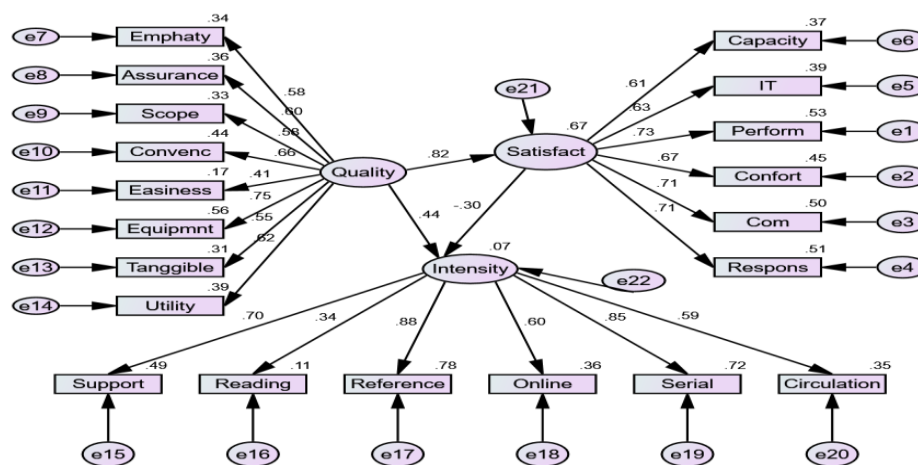 .34
e7 Emphaty
.36
e8 Assurance
.33
e9 Scope
.44
e10 Convenc
.17
e11 Easiness
.56
e12 Equipmnt
.31
e13 Tanggible
.39
e14 Utility
.58
.60
.58
.66
.41
.75
.55
.62
Quality
.82
.44
-.30
e21
.67
Satisfact
.61
.63
.73
.67
.71
.71
.37
Capacity e6
.39
IT e5
.53
Perform e1
.45
Confort e2
.50
Com e3
.51
Respons e4
.07
Intensity
e22
.70 .34 .88 .60 .85 .59
.49 .11 .78 .36 .72 .35
Support Reading Reference Online Serial Circulation
e15 e16 e17 e18 e19 e20